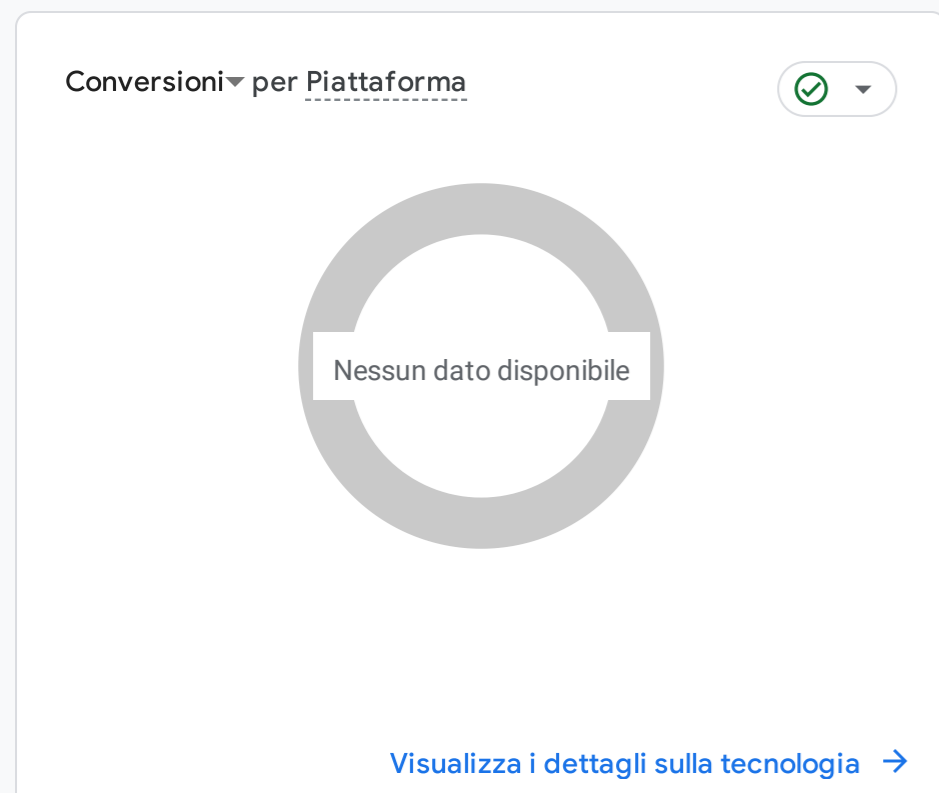 Conversioni per Piattaforma
Nessun dato disponibile
Visualizza i dettagli sulla tecnologia